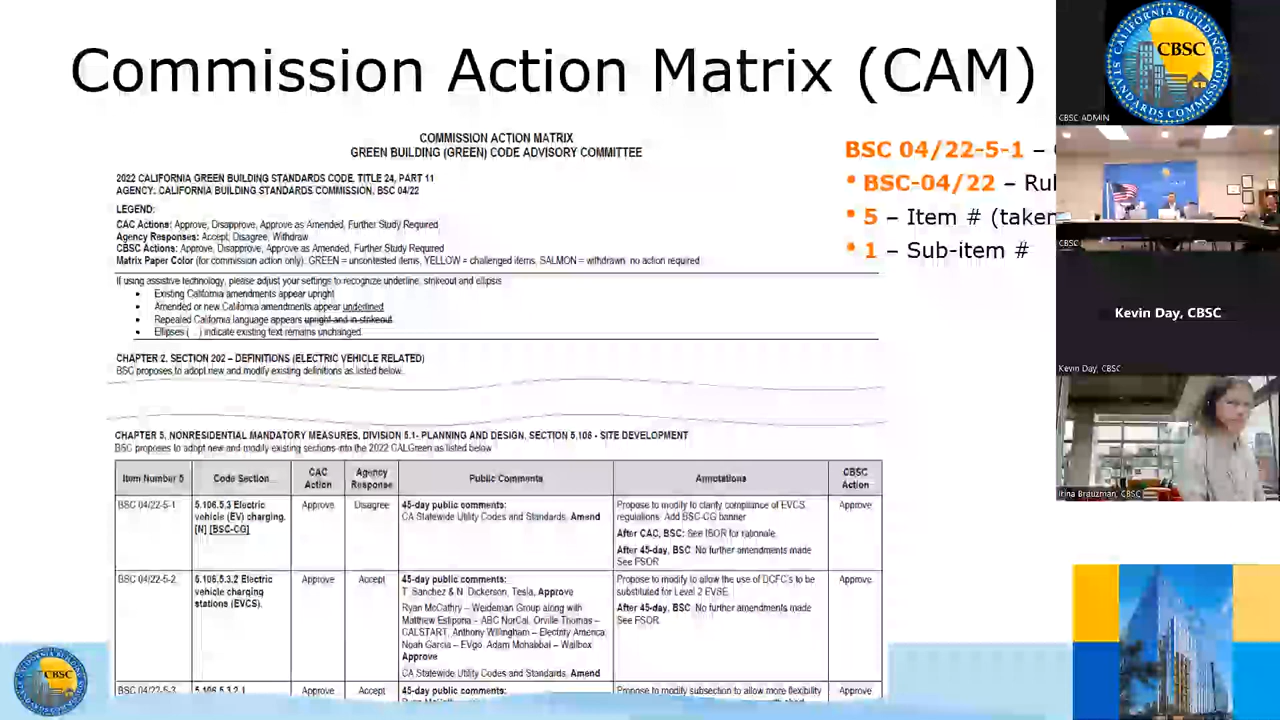 Commission Action Matrix (CAM)
COMMISSION ACTION MATRIX
GREEN BUILDING (GREEN) CODE ADVISORY COMMITTEE
2022 CALIFORNIA GREEN BUILDING STANDARDS CODE, TITLE 24, PART 11
AGENCY: CALIFORNIA BUILDING STANDARDS COMMISSION, BSC 04/22
LEGEND:
CAC Actions: Approve, Disapprove, Approve as Amended, Further Study Required
Agency Responses: Accept, Disagree, Withdraw
CBSC Actions: Approve, Disapprove, Approve as Amended, Further Study Required
Matrix Paper Color (for commission action only): GREEN = uncontested items, YELLOW = challenged items, SALMON = withdrawn no action required
If using assistive technology, please adjust your settings to recognize underline, strikeout and ellipsis
• Existing California amendments appear upright
• Amended or new California amendments appear underlined
• Repealed California language appears upright and in strikeout
• Ellipses ( ...) indicate existing text remains unchanged
CHAPTER 2. SECTION 202 – DEFINITIONS (ELECTRIC VEHICLE RELATED)
BSC proposes to adopt new and modify existing definitions as listed below.
CHAPTER 5, NONRESIDENTIAL MANDATORY MEASURES, DIVISION 5.1- PLANNING AND DESIGN, SECTION 5.106 - SITE DEVELOPMENT
BSC proposes to adopt new and modify existing sections into the 2022 CALGreen as listed below
Item Number 5
Code Section
CAC
Action
Agency
Response
Public Comments
Annotations
CBSC
Action
BSC 04/22-5-1
5.106.5.3 Electric
vehicle (EV) charging.
[N] [BSC-CG]
Approve
Disagree
45-day public comments:
CA Statewide Utility Codes and Standards, Amend
Propose to modify to clarify compliance of EVCS
regulations. Add BSC-CG banner
After CAC, BSC: See ISOR for rationale.
After 45-day, BSC No further amendments made
See FSOR
Approve
BSC 04/22-5-2
5.106.5.3.2 Electric
vehicle charging
stations (EVCS).
Approve
Accept
45-day public comments:
T. Sanchez & N. Dickerson, Tesla, Approve
Ryan McCarthy – Weideman Group along with
Matthew Estipona – ABC NorCal, Orville Thomas –
CALSTART, Anthony Willingham – Electrify America,
Noah Garcia – EVgo, Adam Mohabbat – Wallbox
Approve
CA Statewide Utility Codes and Standards, Amend
Propose to modify to allow the use of DCFC's to be
substituted for Level 2 EVSE.
After 45-day, BSC No further amendments made
See FSOR
Approve
BSC 04/22-5-3
5.106.5.3.2.1
Approve
Accept
45-day public comments:
Propose to modify subsection to allow more flexibility
Approve
BSC 04/22-5-1 –
• BSC-04/22 – Rul
• 5 – Item # (taken
• 1 – Sub-item #
CALIFORNIA BUILDING
CBSC
STANDARDS COMMISSION
CBSC ADMIN
CBSC
Kevin Day, CBSC
Kevin Day, CBSC
Irina Brauzman, CBSC
CBSC